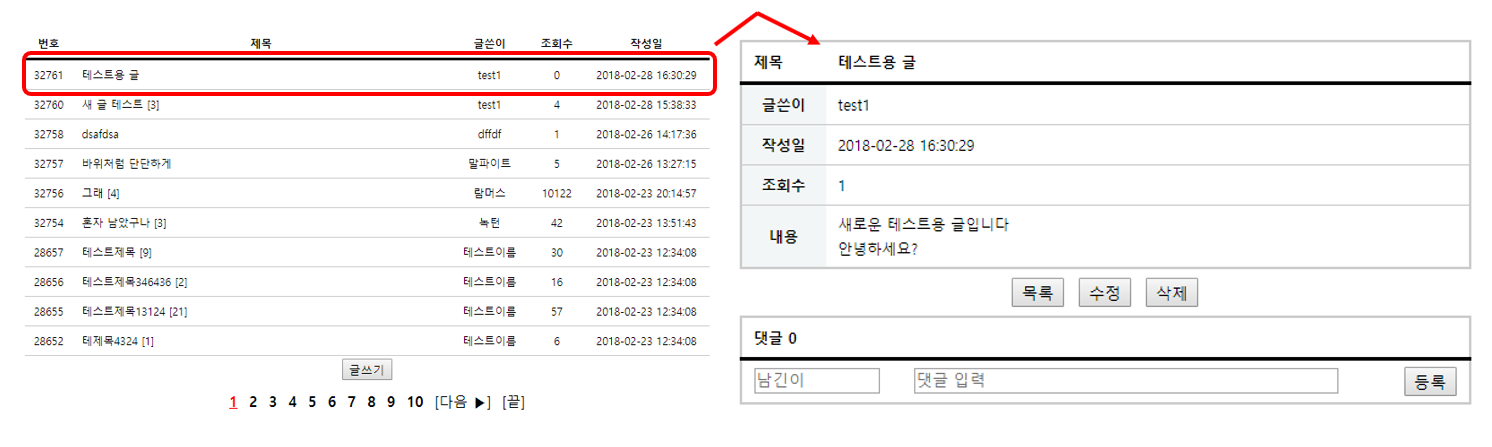 번호 제목 글쓴이 조회수 작성일
32761 테스트용 글 test1 0 2018-02-28 16:30:29
32760 새 글 테스트 [3] test1 4 2018-02-28 15:38:33
32758 dsafdsa dffdf 1 2018-02-26 14:17:36
32757 바위처럼 단단하게 말파이트 5 2018-02-26 13:27:15
32756 그래 [4] 람머스 10122 2018-02-23 20:14:57
32754 혼자 남았구나 [3] 녹턴 42 2018-02-23 13:51:43
28657 테스트제목 [9] 테스트이름 30 2018-02-23 12:34:08
28656 테스트제목346436 [2] 테스트이름 16 2018-02-23 12:34:08
28655 테스트제목13124 [21] 테스트이름 57 2018-02-23 12:34:08
28652 테제목4324 [1] 테스트이름 6 2018-02-23 12:34:08
글쓰기
1 2 3 4 5 6 7 8 9 10 [다음 ▶] [끝]
제목 테스트용 글
글쓴이 test1
작성일 2018-02-28 16:30:29
조회수 1
내용 새로운 테스트용 글입니다
안녕하세요?
목록 수정 삭제
댓글 0
남긴이 댓글 입력 등록